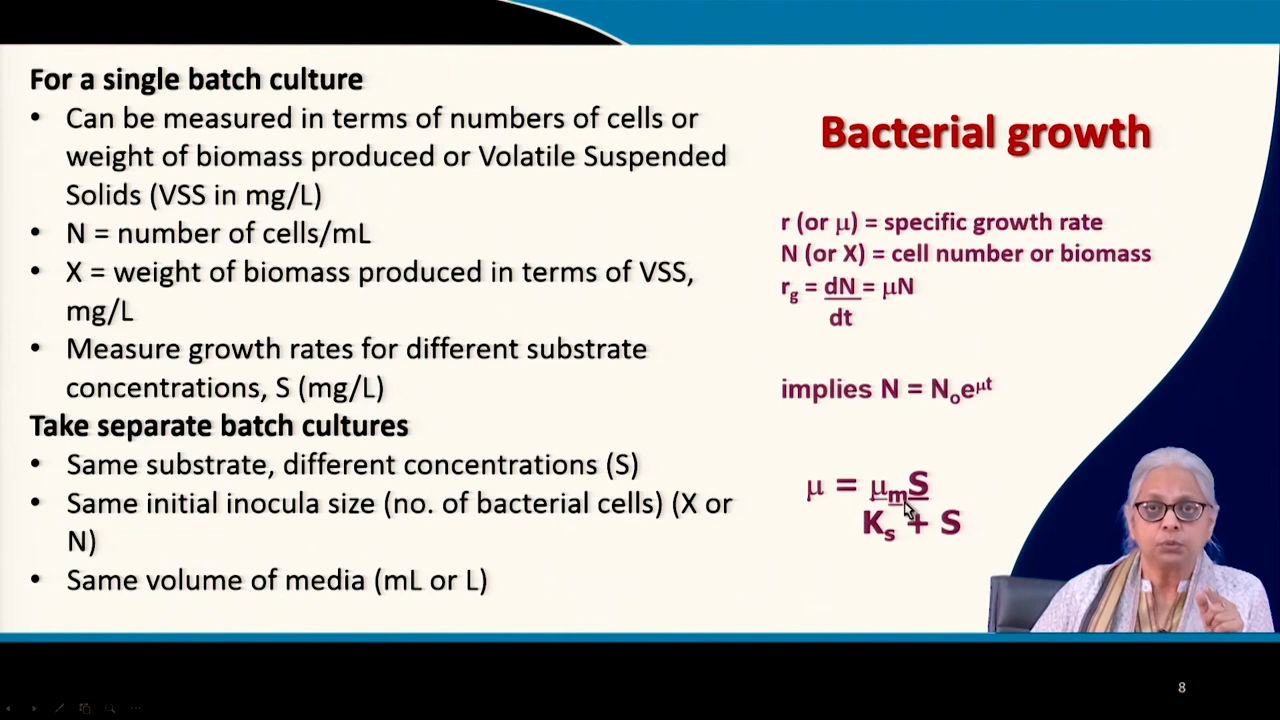 For a single batch culture
• Can be measured in terms of numbers of cells or
weight of biomass produced or Volatile Suspended
Solids (VSS in mg/L)
• N = number of cells/mL
• X = weight of biomass produced in terms of VSS,
mg/L
• Measure growth rates for different substrate
concentrations, S (mg/L)
Take separate batch cultures
• Same substrate, different concentrations (S)
• Same initial inocula size (no. of bacterial cells) (X or
N)
• Same volume of media (mL or L)
Bacterial growth
r (or μ) = specific growth rate
N (or X) = cell number or biomass
r_g = dN = μN
dt
implies N = N_oe^μt
μ = μ_mS
K_s + S
8